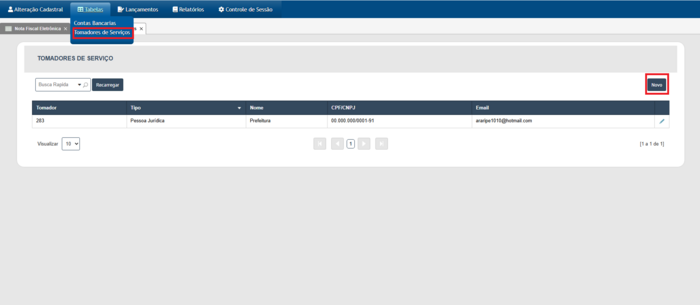 Alteração Cadastral Tabelas Lançamentos Relatórios Controle de Sessão
Contas Bancarias
Nota Fiscal Eletrônica x x
Tomadores de Serviços
TOMADORES DE SERVIÇO
Busca Rapida Recarregar Novo
Tomador Tipo Nome CPF/CNPJ Email
283 Pessoa Jurídica Prefeitura 00.000.000/0001-91 araripe1010@hotmail.com
Visualizar 10 1 [1 a 1 de 1]